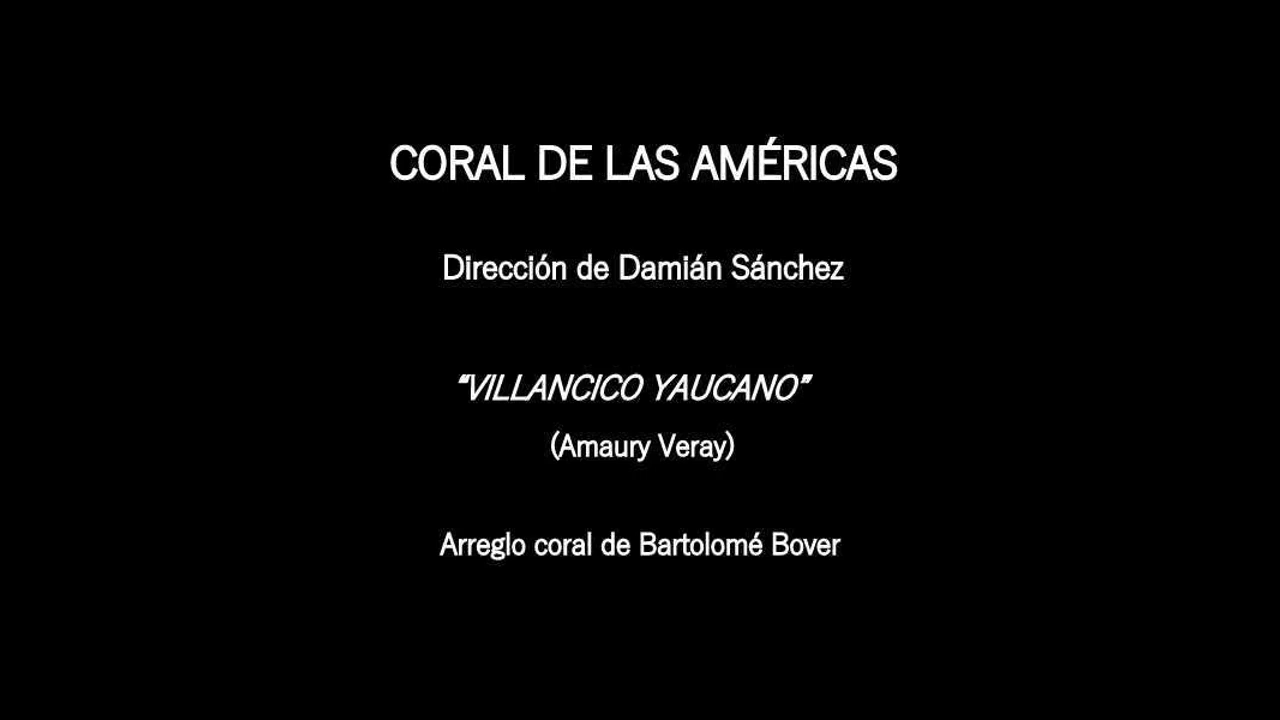 CORAL DE LAS AMÉRICAS
Dirección de Damián Sánchez
“VILLANCICO YAUCANO”
(Amaury Veray)
Arreglo coral de Bartolomé Bover